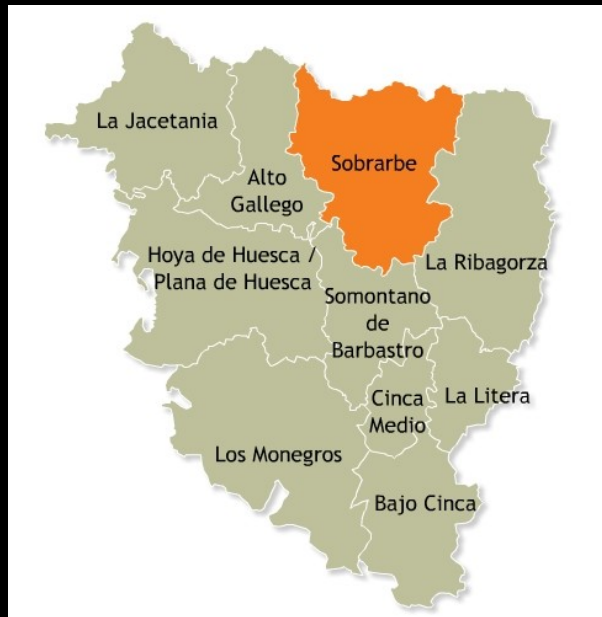 La Jacetania
Sobrarbe
Alto
Gallego
Hoya de Huesca /
Plana de Huesca
La Ribagorza
Somontano
de
Barbastro
Cinca
Medio
La Litera
Los Monegros
Bajo Cinca